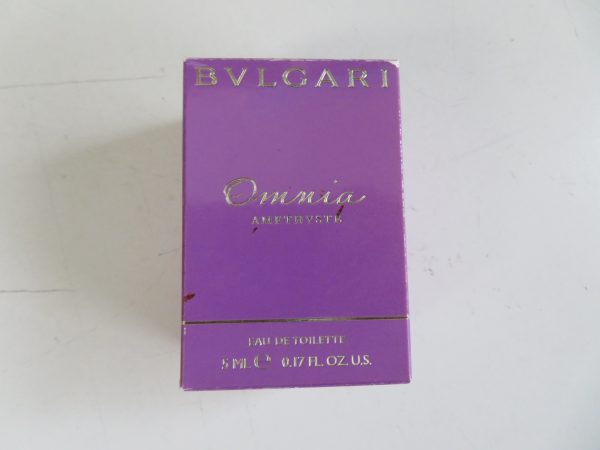 BVLGARI
Omnia
AMETHYSTE
EAU DE TOILETTE
5 ML ℮ 0.17 FL. OZ. U.S.